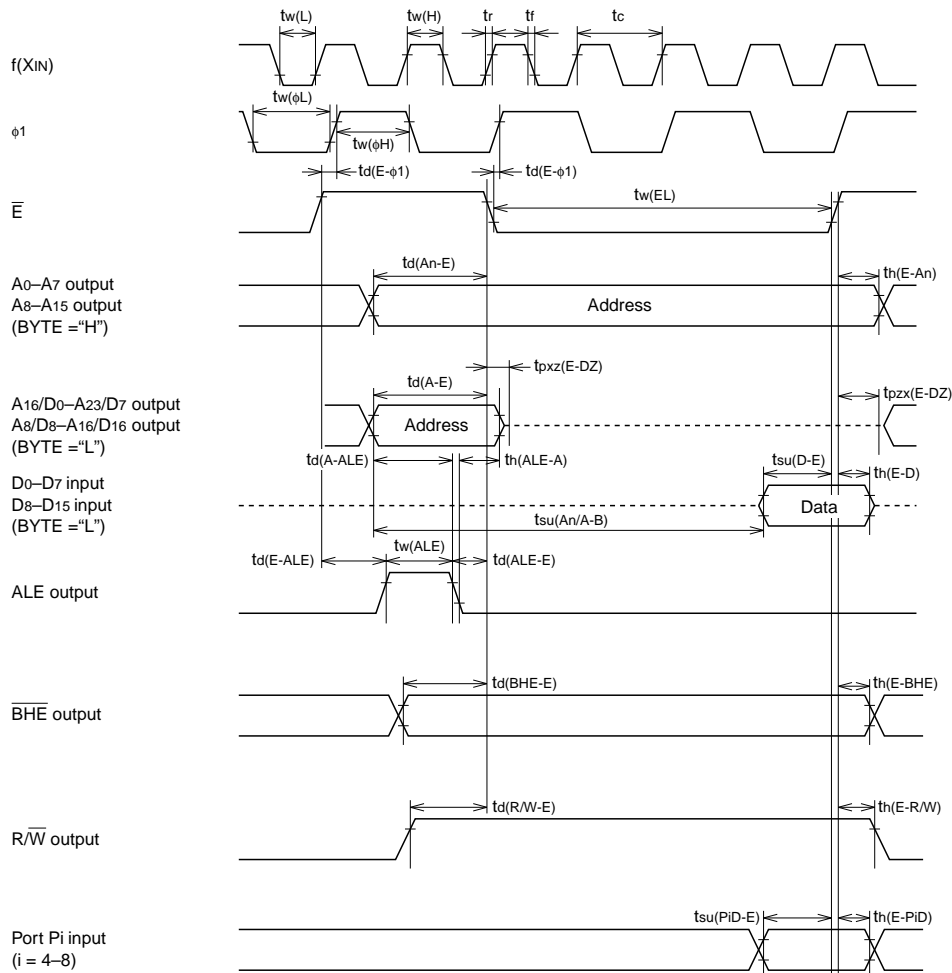 tw(L) tw(H) tr tf tc
f(XIN)
tw(ϕL)
ϕ1
tw(ϕH)
td(E-ϕ1) td(E-ϕ1)
tw(EL)
E
td(An-E) th(E-An)
A0–A7 output
A8–A15 output
(BYTE =“H”)
Address
tpxz(E-DZ)
td(A-E) tpzx(E-DZ)
A16/D0–A23/D7 output
A8/D8–A16/D16 output
(BYTE =“L”)
Address
td(A-ALE) th(ALE-A) tsu(D-E) th(E-D)
D0–D7 input
D8–D15 input
(BYTE =“L”)
Data
tsu(An/A-B)
tw(ALE)
td(E-ALE) td(ALE-E)
ALE output
td(BHE-E) th(E-BHE)
BHE output
td(R/W-E) th(E-R/W)
R/W output
tsu(PiD-E) th(E-PiD)
Port Pi input
(i = 4–8)